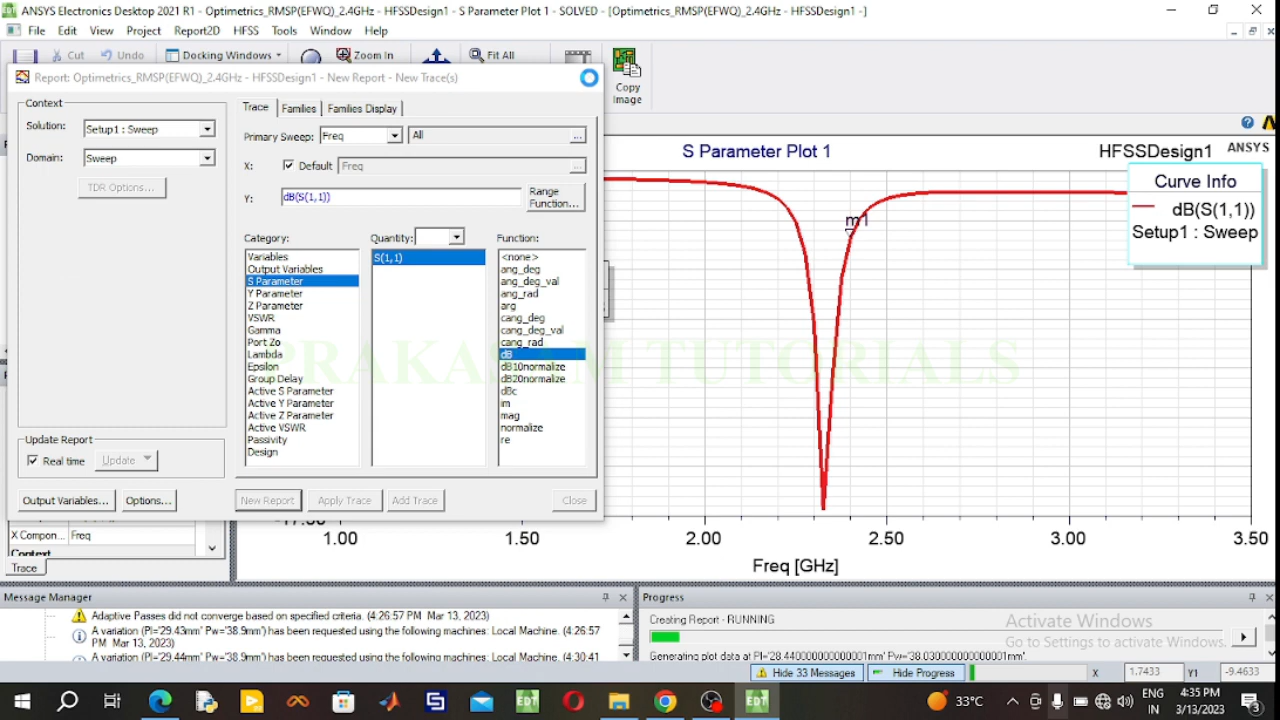 ANSYS Electronics Desktop 2021 R1 - Optimetrics_RMSP(EFWQ)_2.4GHz - HFSSDesign1 - S Parameter Plot 1 - SOLVED - [Optimetrics_RMSP(EFWQ)_2.4GHz - HFSSDesign1 -]
File Edit View Project Report2D HFSS Tools Window Help
Cut Undo Docking Windows Zoom In Fit All
Copy
Image
Report: Optimetrics_RMSP(EFWQ)_2.4GHz - HFSSDesign1 - New Report - New Trace(s)
Context
Solution: Setup1 : Sweep
Domain: Sweep
TDR Options...
Trace Families Families Display
Primary Sweep: Freq All ...
X: Default Freq ...
Y: dB(S(1,1)) Range
Function...
Category: Quantity: Function:
Variables
Output Variables
S Parameter
Y Parameter
Z Parameter
VSWR
Gamma
Port Zo
Lambda
Epsilon
Group Delay
Active S Parameter
Active Y Parameter
Active Z Parameter
Active VSWR
Passivity
Design
S(1,1)
<none>
ang_deg
ang_deg_val
ang_rad
arg
cang_deg
cang_deg_val
cang_rad
dB
dB10normalize
dB20normalize
dBc
im
mag
normalize
re
Update Report
Real time Update
Output Variables... Options... New Report Apply Trace Add Trace Close
S Parameter Plot 1 HFSSDesign1 ANSYS
Curve Info
dB(S(1,1))
Setup1 : Sweep
m1
PRAKALAM TUTORIALS
-17.50
1.00 1.50 2.00 2.50 3.00 3.50
Freq [GHz]
X Compon... Freq
Context
Trace
Message Manager
Adaptive Passes did not converge based on specified criteria. (4:26:57 PM Mar 13, 2023)
A variation (Pl='29.43mm' Pw='38.9mm') has been requested using the following machines: Local Machine. (4:26:57
PM Mar 13, 2023)
A variation (Pl='29.44mm' Pw='38.9mm') has been requested using the following machines: Local Machine. (4:30:41
Progress
Creating Report - RUNNING
Generating plot data at Pl='28.440000000000001mm' Pw='38.030000000000001mm'.
Activate Windows
Go to Settings to activate Windows.
Hide 33 Messages Hide Progress X 1.7433 Y1 -9.4633
33°C ENG
IN
4:35 PM
3/13/2023
3